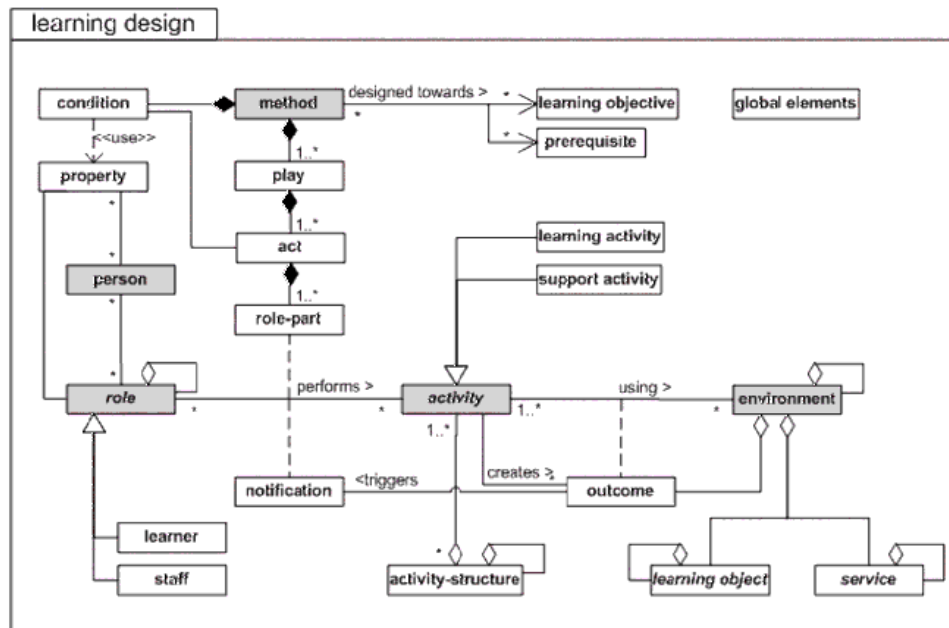 learning design
condition
method
designed towards >
*
*
learning objective
global elements
<<use>>
*
prerequisite
1..*
property
play
*
1..*
learning activity
act
*
person
support activity
*
1..*
role-part
*
performs >
using >
role
activity
environment
*
*
1..*
*
1..*
notification
<triggers
creates >
*
outcome
learner
*
staff
activity-structure
learning object
service